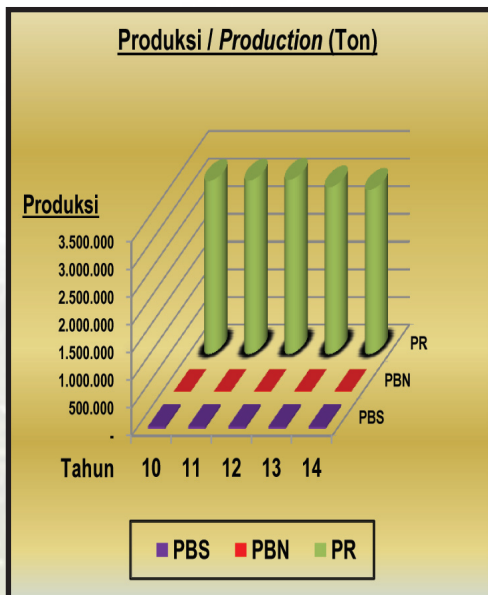 Produksi / Production (Ton)
Produksi
3.500.000
3.000.000
2.500.000
2.000.000
1.500.000
1.000.000
500.000
-
PR
PBN
PBS
Tahun 10 11 12 13 14
PBS PBN PR